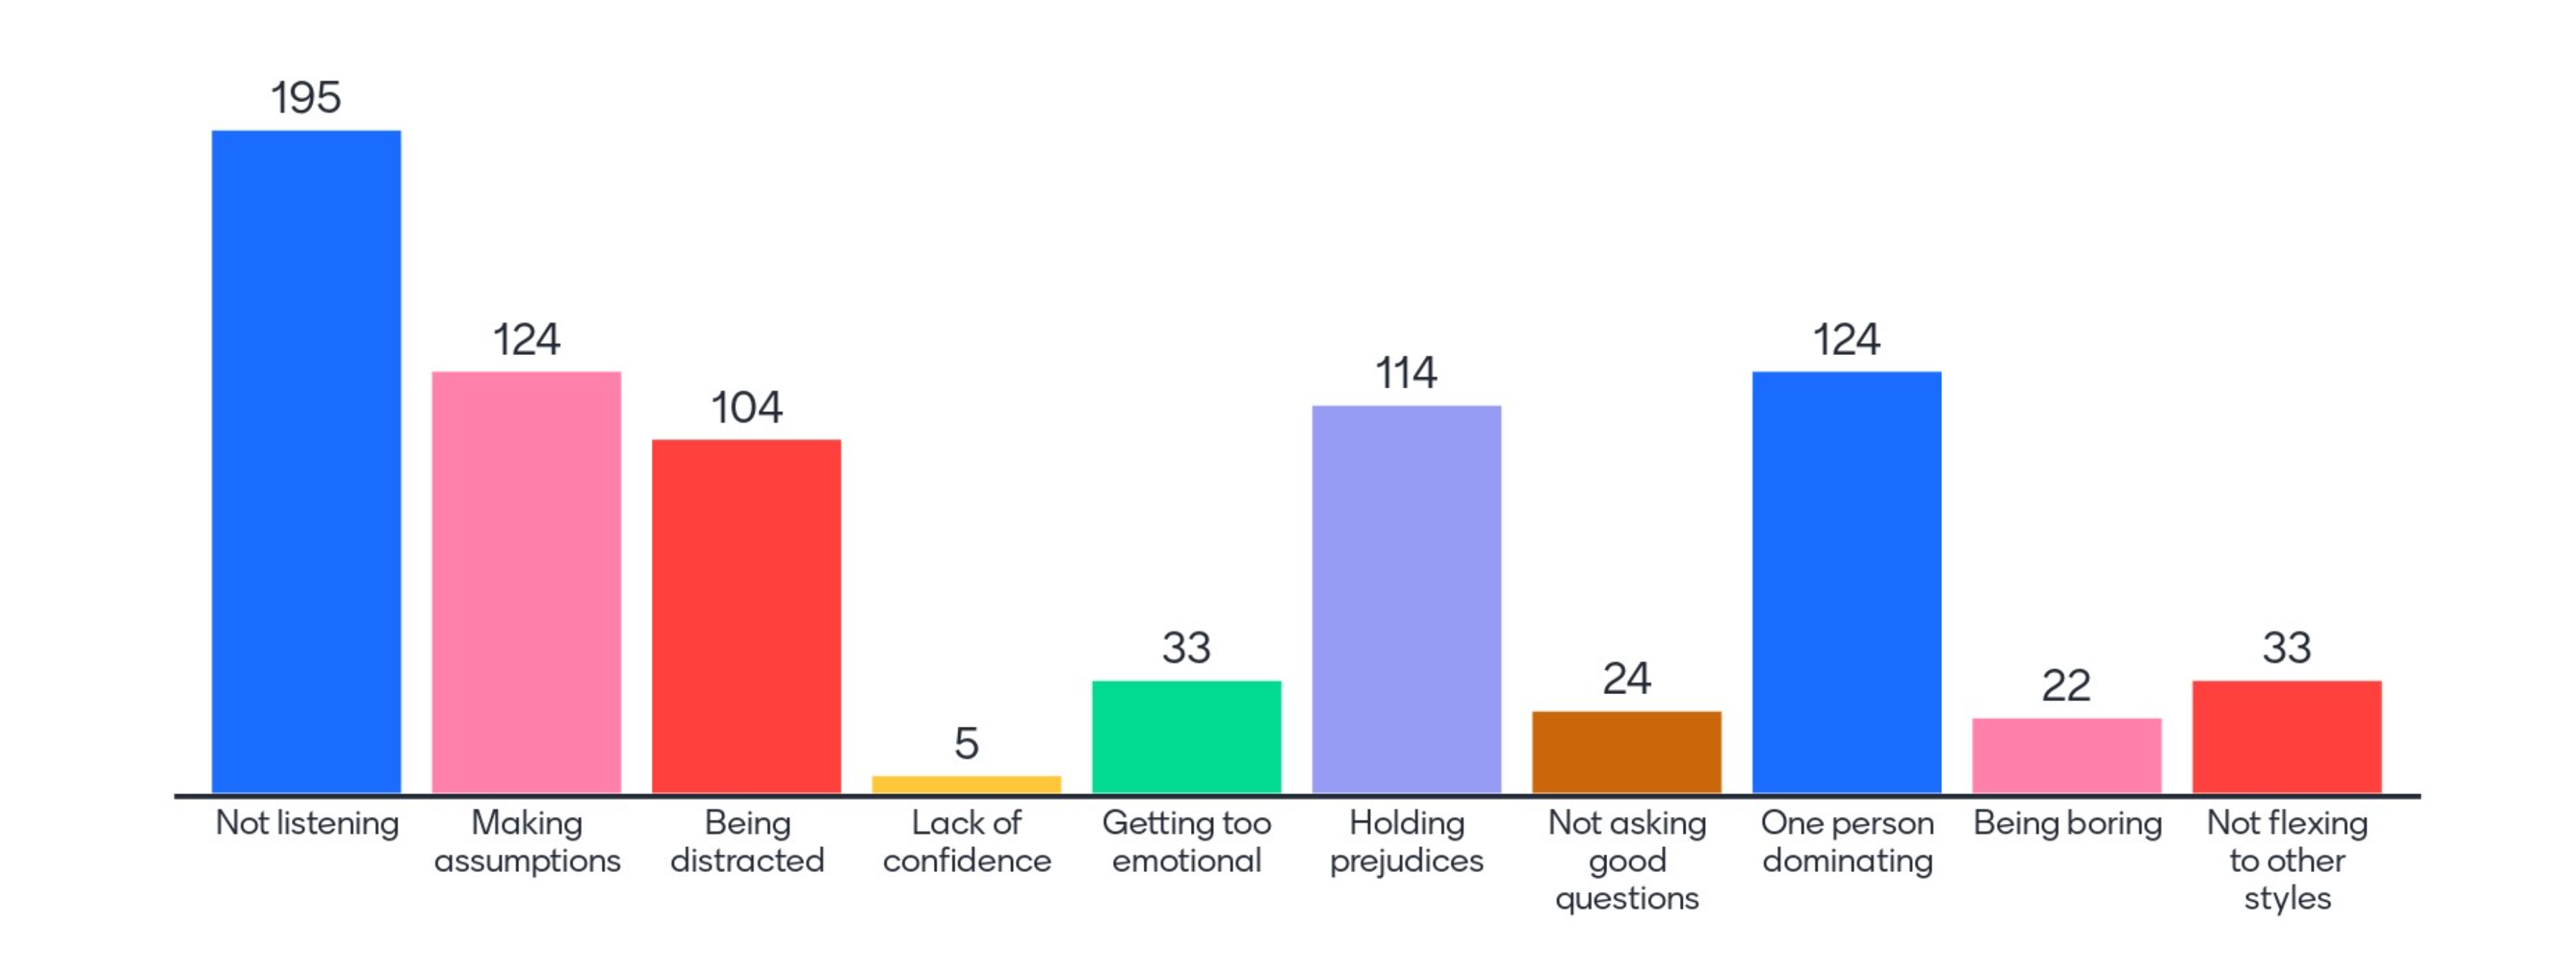 195
124
104
5
33
114
24
124
22
33
Not listening
Making
assumptions
Being
distracted
Lack of
confidence
Getting too
emotional
Holding
prejudices
Not asking
good
questions
One person
dominating
Being boring
Not flexing
to other
styles